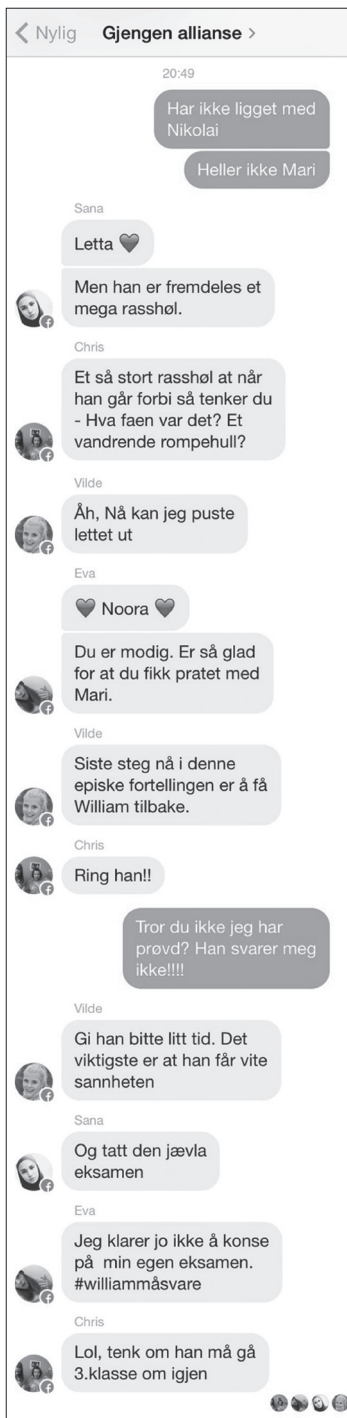 Nylig Gjengen allianse
20:49
Har ikke ligget med
Nikolai
Heller ikke Mari
Sana
Letta 🖤
Men han er fremdeles et
mega rasshøl.
Chris
Et så stort rasshøl at når
han går forbi så tenker du
- Hva faen var det? Et
vandrende rompehull?
Vilde
Åh, Nå kan jeg puste
lettet ut
Eva
🖤 Noora 🖤
Du er modig. Er så glad
for at du fikk pratet med
Mari.
Vilde
Siste steg nå i denne
episke fortellingen er å få
William tilbake.
Chris
Ring han!!
Tror du ikke jeg har
prøvd? Han svarer meg
ikke!!!!
Vilde
Gi han bitte litt tid. Det
viktigste er at han får vite
sannheten
Sana
Og tatt den jævla
eksamen
Eva
Jeg klarer jo ikke å konse
på min egen eksamen.
#williammåsvare
Chris
Lol, tenk om han må gå
3.klasse om igjen